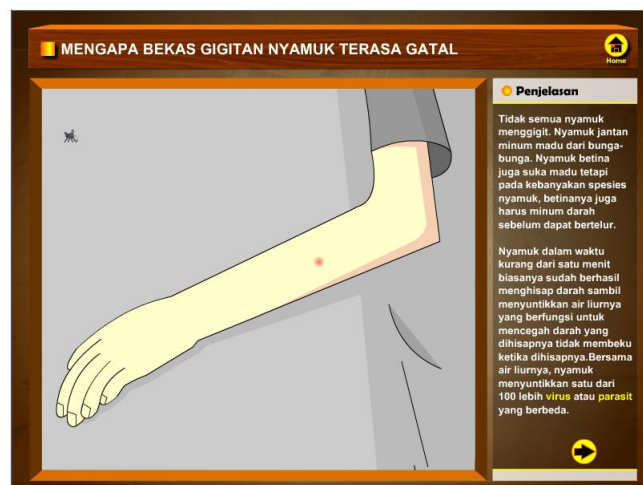 MENGAPA BEKAS GIGITAN NYAMUK TERASA GATAL
Home
Penjelasan
Tidak semua nyamuk
menggigit. Nyamuk jantan
minum madu dari bunga-
bunga. Nyamuk betina
juga suka madu tetapi
pada kebanyakan spesies
nyamuk, betinanya juga
harus minum darah
sebelum dapat bertelur.
Nyamuk dalam waktu
kurang dari satu menit
biasanya sudah berhasil
menghisap darah sambil
menyuntikkan air liurnya
yang berfungsi untuk
mencegah darah yang
dihisapnya tidak membeku
ketika dihisapnya.Bersama
air liurnya, nyamuk
menyuntikkan satu dari
100 lebih virus atau parasit
yang berbeda.